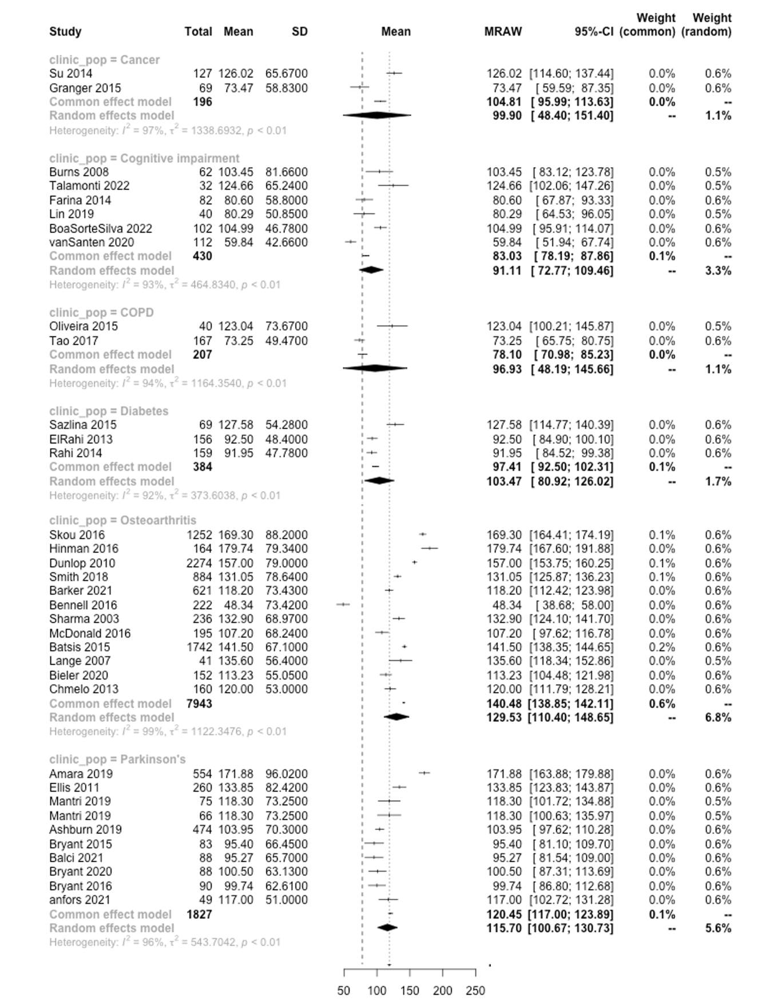 Weight Weight
Study Total Mean SD Mean MRAW 95%-CI (common) (random)
clinic_pop = Cancer
Su 2014 127 126.02 65.6700 126.02 [114.60; 137.44] 0.0% 0.6%
Granger 2015 69 73.47 58.8300 73.47 [ 59.59; 87.35] 0.0% 0.6%
Common effect model 196 104.81 [ 95.99; 113.63] 0.0% --
Random effects model 99.90 [ 48.40; 151.40] -- 1.1%
Heterogeneity: I² = 97%, τ² = 1338.6932, p < 0.01
clinic_pop = Cognitive impairment
Burns 2008 62 103.45 81.6600 103.45 [ 83.12; 123.78] 0.0% 0.5%
Talamonti 2022 32 124.66 65.2400 124.66 [102.06; 147.26] 0.0% 0.5%
Farina 2014 82 80.60 58.8000 80.60 [ 67.87; 93.33] 0.0% 0.6%
Lin 2019 40 80.29 50.8500 80.29 [ 64.53; 96.05] 0.0% 0.5%
BoaSorteSilva 2022 102 104.99 46.7800 104.99 [ 95.91; 114.07] 0.0% 0.6%
vanSanten 2020 112 59.84 42.6600 59.84 [ 51.94; 67.74] 0.0% 0.6%
Common effect model 430 83.03 [ 78.19; 87.86] 0.1% --
Random effects model 91.11 [ 72.77; 109.46] -- 3.3%
Heterogeneity: I² = 93%, τ² = 464.8340, p < 0.01
clinic_pop = COPD
Oliveira 2015 40 123.04 73.6700 123.04 [100.21; 145.87] 0.0% 0.5%
Tao 2017 167 73.25 49.4700 73.25 [ 65.75; 80.75] 0.0% 0.6%
Common effect model 207 78.10 [ 70.98; 85.23] 0.0% --
Random effects model 96.93 [ 48.19; 145.66] -- 1.1%
Heterogeneity: I² = 94%, τ² = 1164.3540, p < 0.01
clinic_pop = Diabetes
Sazlina 2015 69 127.58 54.2800 127.58 [114.77; 140.39] 0.0% 0.6%
ElRahi 2013 156 92.50 48.4000 92.50 [ 84.90; 100.10] 0.0% 0.6%
Rahi 2014 159 91.95 47.7800 91.95 [ 84.52; 99.38] 0.0% 0.6%
Common effect model 384 97.41 [ 92.50; 102.31] 0.1% --
Random effects model 103.47 [ 80.92; 126.02] -- 1.7%
Heterogeneity: I² = 92%, τ² = 373.6038, p < 0.01
clinic_pop = Osteoarthritis
Skou 2016 1252 169.30 88.2000 169.30 [164.41; 174.19] 0.1% 0.6%
Hinman 2016 164 179.74 79.3400 179.74 [167.60; 191.88] 0.0% 0.6%
Dunlop 2010 2274 157.00 79.0000 157.00 [153.75; 160.25] 0.1% 0.6%
Smith 2018 884 131.05 78.6400 131.05 [125.87; 136.23] 0.1% 0.6%
Barker 2021 621 118.20 73.4300 118.20 [112.42; 123.98] 0.0% 0.6%
Bennell 2016 222 48.34 73.4200 48.34 [ 38.68; 58.00] 0.0% 0.6%
Sharma 2003 236 132.90 68.9700 132.90 [124.10; 141.70] 0.0% 0.6%
McDonald 2016 195 107.20 68.2400 107.20 [ 97.62; 116.78] 0.0% 0.6%
Batsis 2015 1742 141.50 67.1000 141.50 [138.35; 144.65] 0.2% 0.6%
Lange 2007 41 135.60 56.4000 135.60 [118.34; 152.86] 0.0% 0.5%
Bieler 2020 152 113.23 55.0500 113.23 [104.48; 121.98] 0.0% 0.6%
Chmelo 2013 160 120.00 53.0000 120.00 [111.79; 128.21] 0.0% 0.6%
Common effect model 7943 140.48 [138.85; 142.11] 0.6% --
Random effects model 129.53 [110.40; 148.65] -- 6.8%
Heterogeneity: I² = 99%, τ² = 1122.3476, p < 0.01
clinic_pop = Parkinson's
Amara 2019 554 171.88 96.0200 171.88 [163.88; 179.88] 0.0% 0.6%
Ellis 2011 260 133.85 82.4200 133.85 [123.83; 143.87] 0.0% 0.6%
Mantri 2019 75 118.30 73.2500 118.30 [101.72; 134.88] 0.0% 0.5%
Mantri 2019 66 118.30 73.2500 118.30 [100.63; 135.97] 0.0% 0.5%
Ashburn 2019 474 103.95 70.3000 103.95 [ 97.62; 110.28] 0.0% 0.6%
Bryant 2015 83 95.40 66.4500 95.40 [ 81.10; 109.70] 0.0% 0.6%
Balci 2021 88 95.27 65.7000 95.27 [ 81.54; 109.00] 0.0% 0.6%
Bryant 2020 88 100.50 63.1300 100.50 [ 87.31; 113.69] 0.0% 0.6%
Bryant 2016 90 99.74 62.6100 99.74 [ 86.80; 112.68] 0.0% 0.6%
anfors 2021 49 117.00 51.0000 117.00 [102.72; 131.28] 0.0% 0.6%
Common effect model 1827 120.45 [117.00; 123.89] 0.1% --
Random effects model 115.70 [100.67; 130.73] -- 5.6%
Heterogeneity: I² = 96%, τ² = 543.7042, p < 0.01
50 100 150 200 250